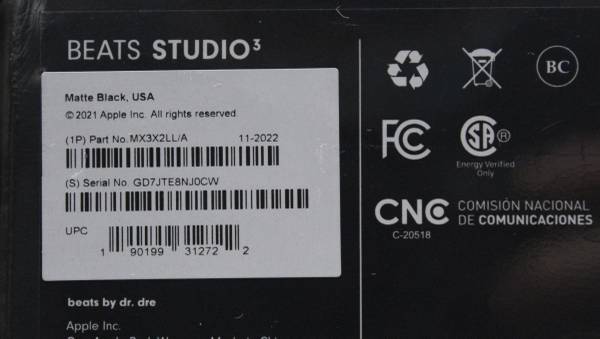 BEATS STUDIO³
Matte Black, USA
© 2021 Apple Inc. All rights reserved.
(1P) Part No. MX3X2LL/A 11-2022
(S) Serial No. GD7JTE8NJ0CW
UPC
1 90199 31272 2
beats by dr. dre
Apple Inc.
BC
FC
SA ®
Energy Verified
Only
CNC COMISIÓN NACIONAL
DE COMUNICACIONES
C-20518